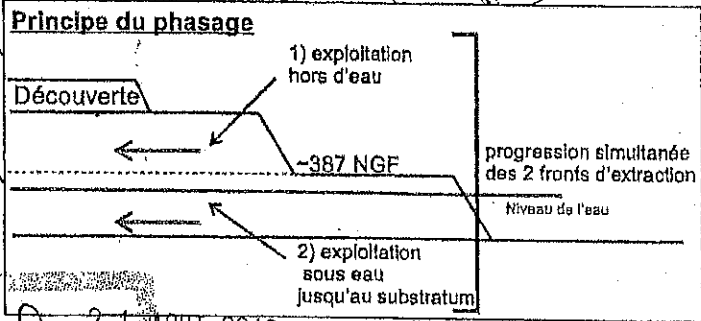 Principe du phasage
1) exploitation
hors d'eau
Découverte
~387 NGF
progression simultanée
des 2 fronts d'extraction
Niveau de l'eau
2) exploitation
sous eau
jusqu'au substratum